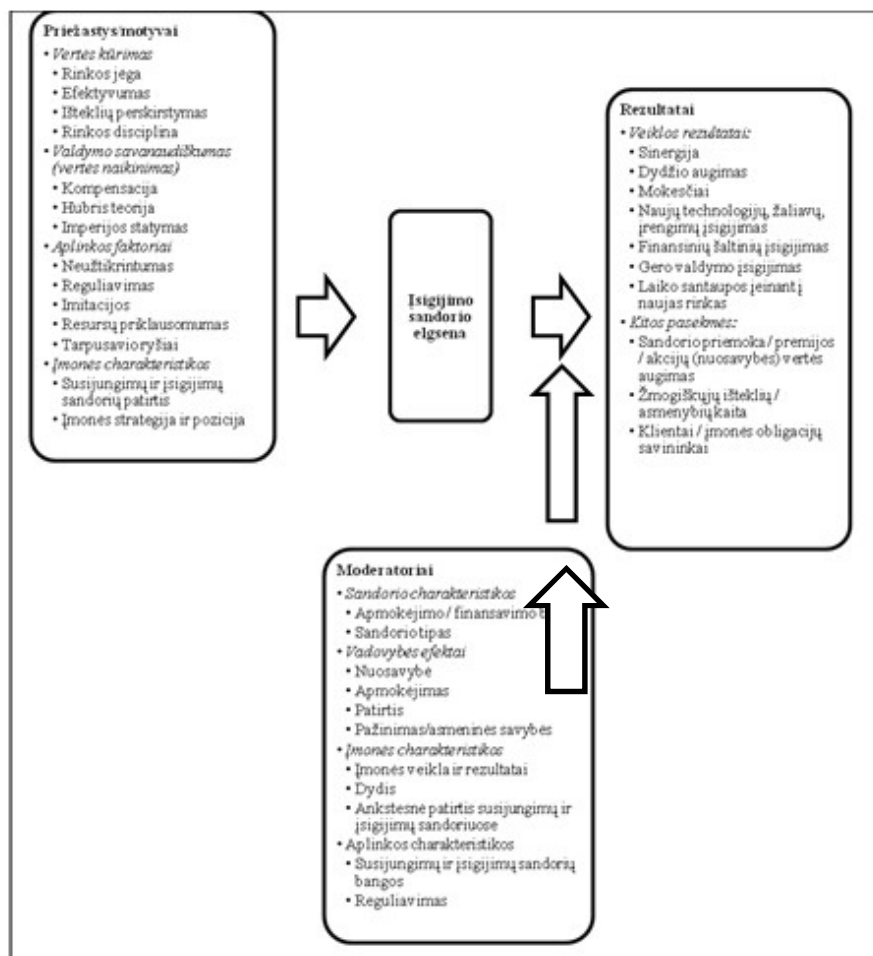 Priežastys/motyvai
• Vertės kūrimas
• Rinkos jėga
• Efektyvumas
• Išteklių perskirstymas
• Rinkos disciplina
• Valdymo savanaudiškumas
(vertės naikinimas)
• Kompensacija
• Hubris teorija
• Imperijos statymas
• Aplinkos faktoriai
• Neužtikrintumas
• Reguliavimas
• Imitacijos
• Resursų priklausomumas
• Tarpusavio ryšiai
• Įmonės charakteristikos
• Susijungimų ir įsigijimų
sandorių patirtis
• Įmonės strategija ir pozicija
Įsigijimo
sandorio
elgsena
Rezultatai
• Veiklos rezultatai:
• Sinergija
• Dydžio augimas
• Mokesčiai
• Naujų technologijų, žaliavų,
įrengimų įsigijimas
• Finansinių šaltinių įsigijimas
• Gero valdymo įsigijimas
• Laiko santaupos įeinant į
naujas rinkas
• Kitos pasekmės:
• Sandorio priemoka / premijos
/ akcijų (nuosavybės) vertės
augimas
• Žmogiškųjų išteklių /
asmenybių kaita
• Klientai / įmonės obligacijų
savininkai
Moderatoriai
• Sandorio charakteristikos
• Apmokėjimo / finansavimo
• Sandorio tipas
• Vadovybės efektai
• Nuosavybė
• Apmokėjimas
• Patirtis
• Pažinimas/asmeninės savybės
• Įmonės charakteristikos
• Įmonės veikla ir rezultatai
• Dydis
• Ankstesnė patirtis susijungimų ir
įsigijimų sandoriuose
• Aplinkos charakteristikos
• Susijungimų ir įsigijimų sandorių
bangos
• Reguliavimas